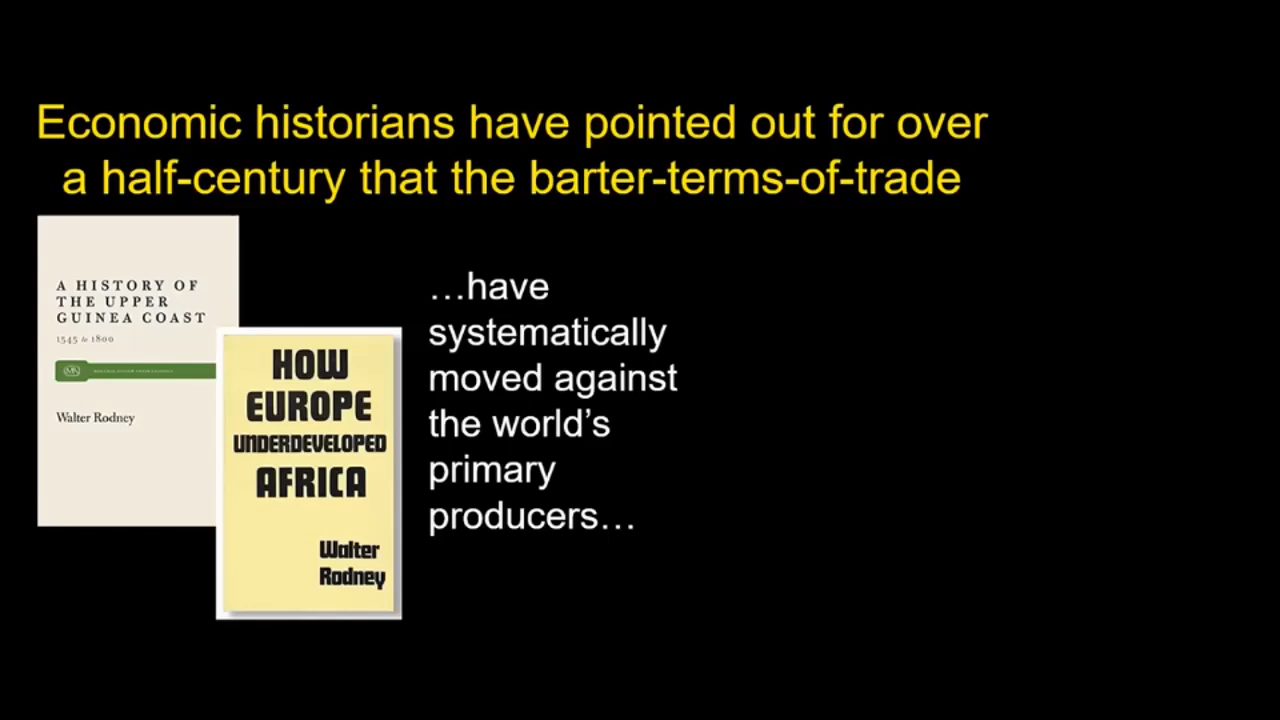 Economic historians have pointed out for over
a half-century that the barter-terms-of-trade
A HISTORY OF
THE UPPER
GUINEA COAST
1545 to 1800
Walter Rodney
HOW
EUROPE
UNDERDEVELOPED
AFRICA
Walter
Rodney
…have
systematically
moved against
the world’s
primary
producers…